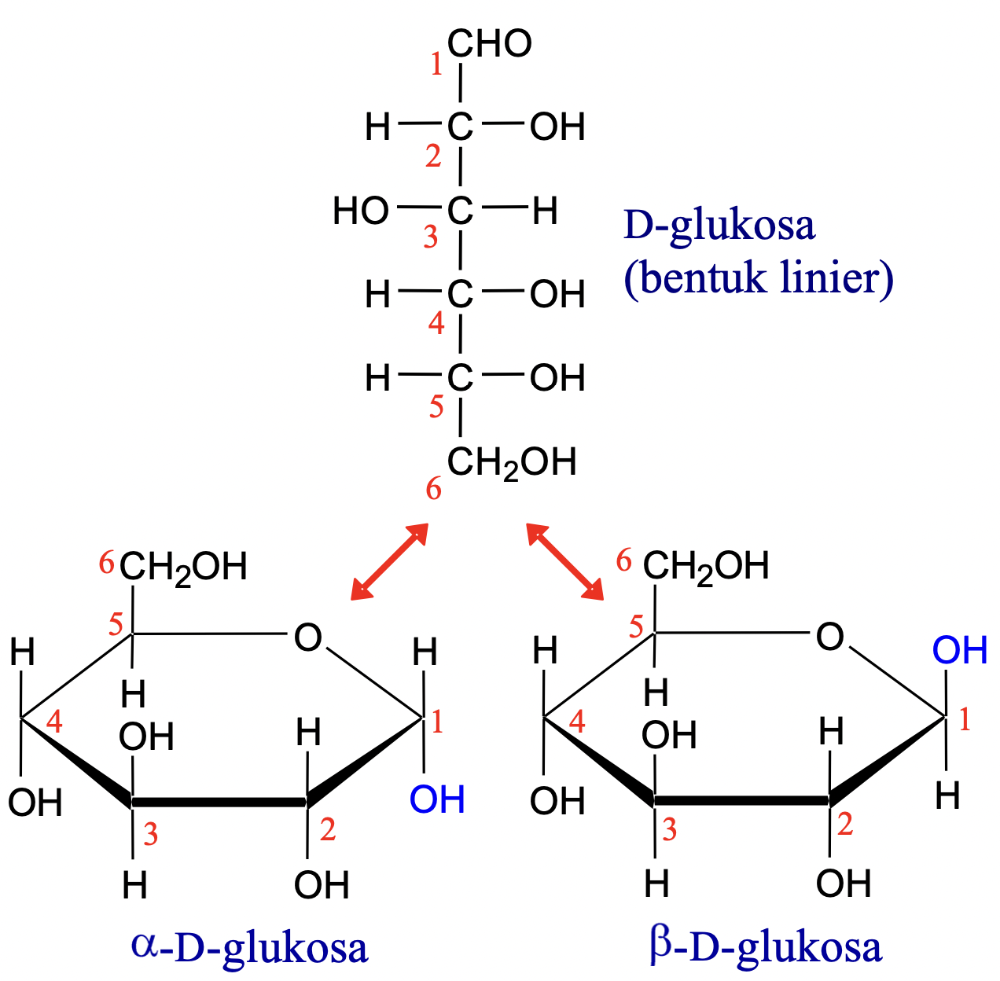 CHO
1
H C OH
2
HO C H
3
D-glukosa
(bentuk linier)
H C OH
4
H C OH
5
CH2OH
6
6 CH2OH
5 O
H H
H
4 OH H 1
OH OH
3 2
H OH
α-D-glukosa
6 CH2OH
5 O OH
H
H
4 OH H 1
OH H
3 2
H OH
β-D-glukosa